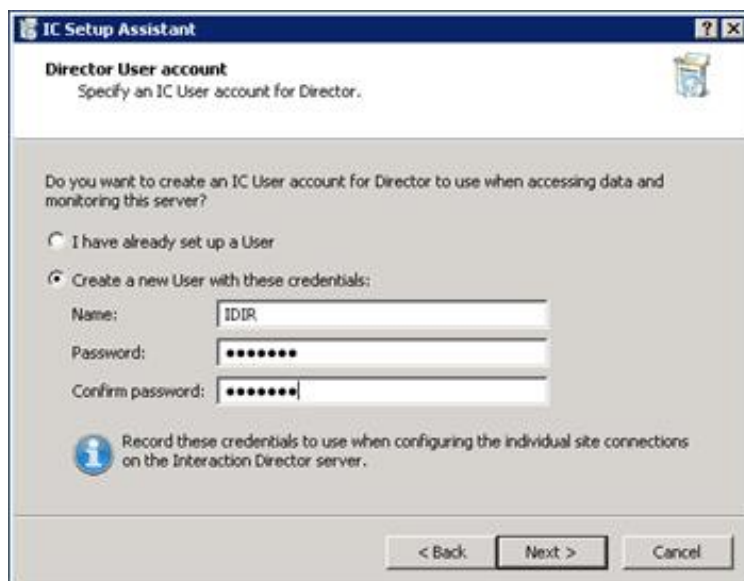 IC Setup Assistant
Director User account
Specify an IC User account for Director.
Do you want to create an IC User account for Director to use when accessing data and
monitoring this server?
I have already set up a User
Create a new User with these credentials:
Name: IDIR
Password: •••••••
Confirm password: •••••••
Record these credentials to use when configuring the individual site connections
on the Interaction Director server.
< Back Next > Cancel